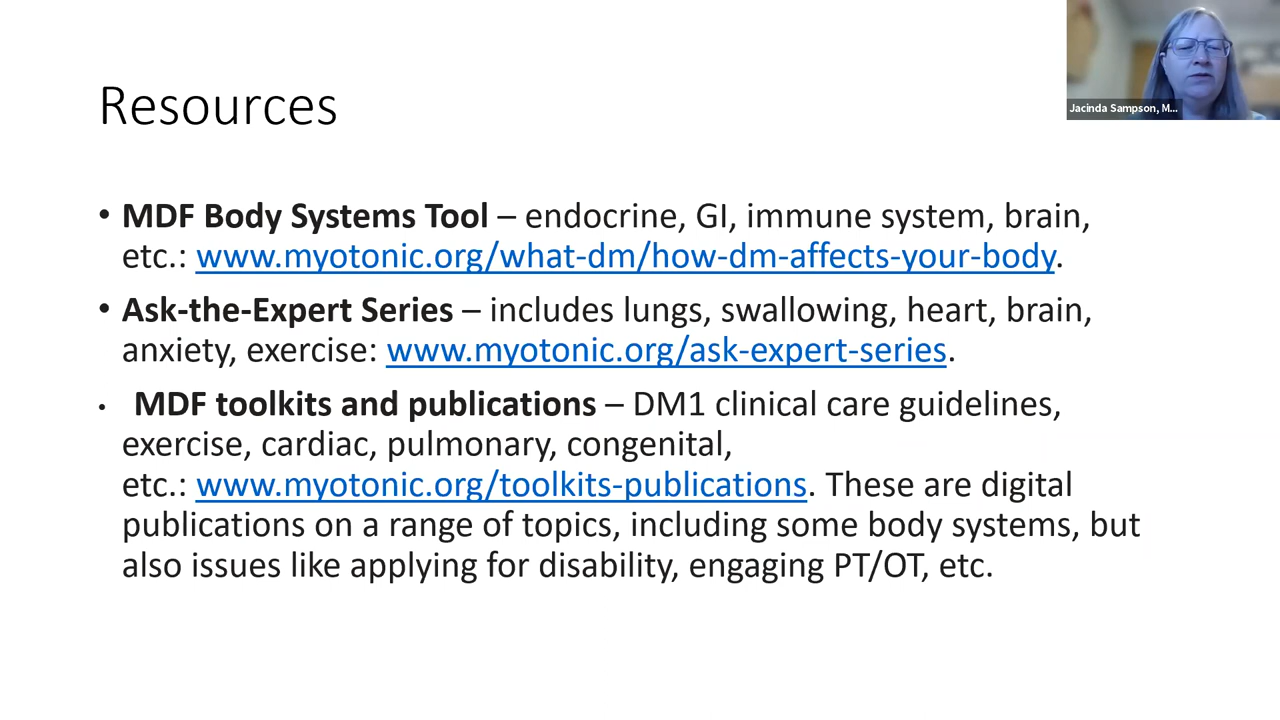 Jacinda Sampson, M...
Resources
• MDF Body Systems Tool – endocrine, GI, immune system, brain,
etc.: www.myotonic.org/what-dm/how-dm-affects-your-body.
• Ask-the-Expert Series – includes lungs, swallowing, heart, brain,
anxiety, exercise: www.myotonic.org/ask-expert-series.
• MDF toolkits and publications – DM1 clinical care guidelines,
exercise, cardiac, pulmonary, congenital,
etc.: www.myotonic.org/toolkits-publications. These are digital
publications on a range of topics, including some body systems, but
also issues like applying for disability, engaging PT/OT, etc.